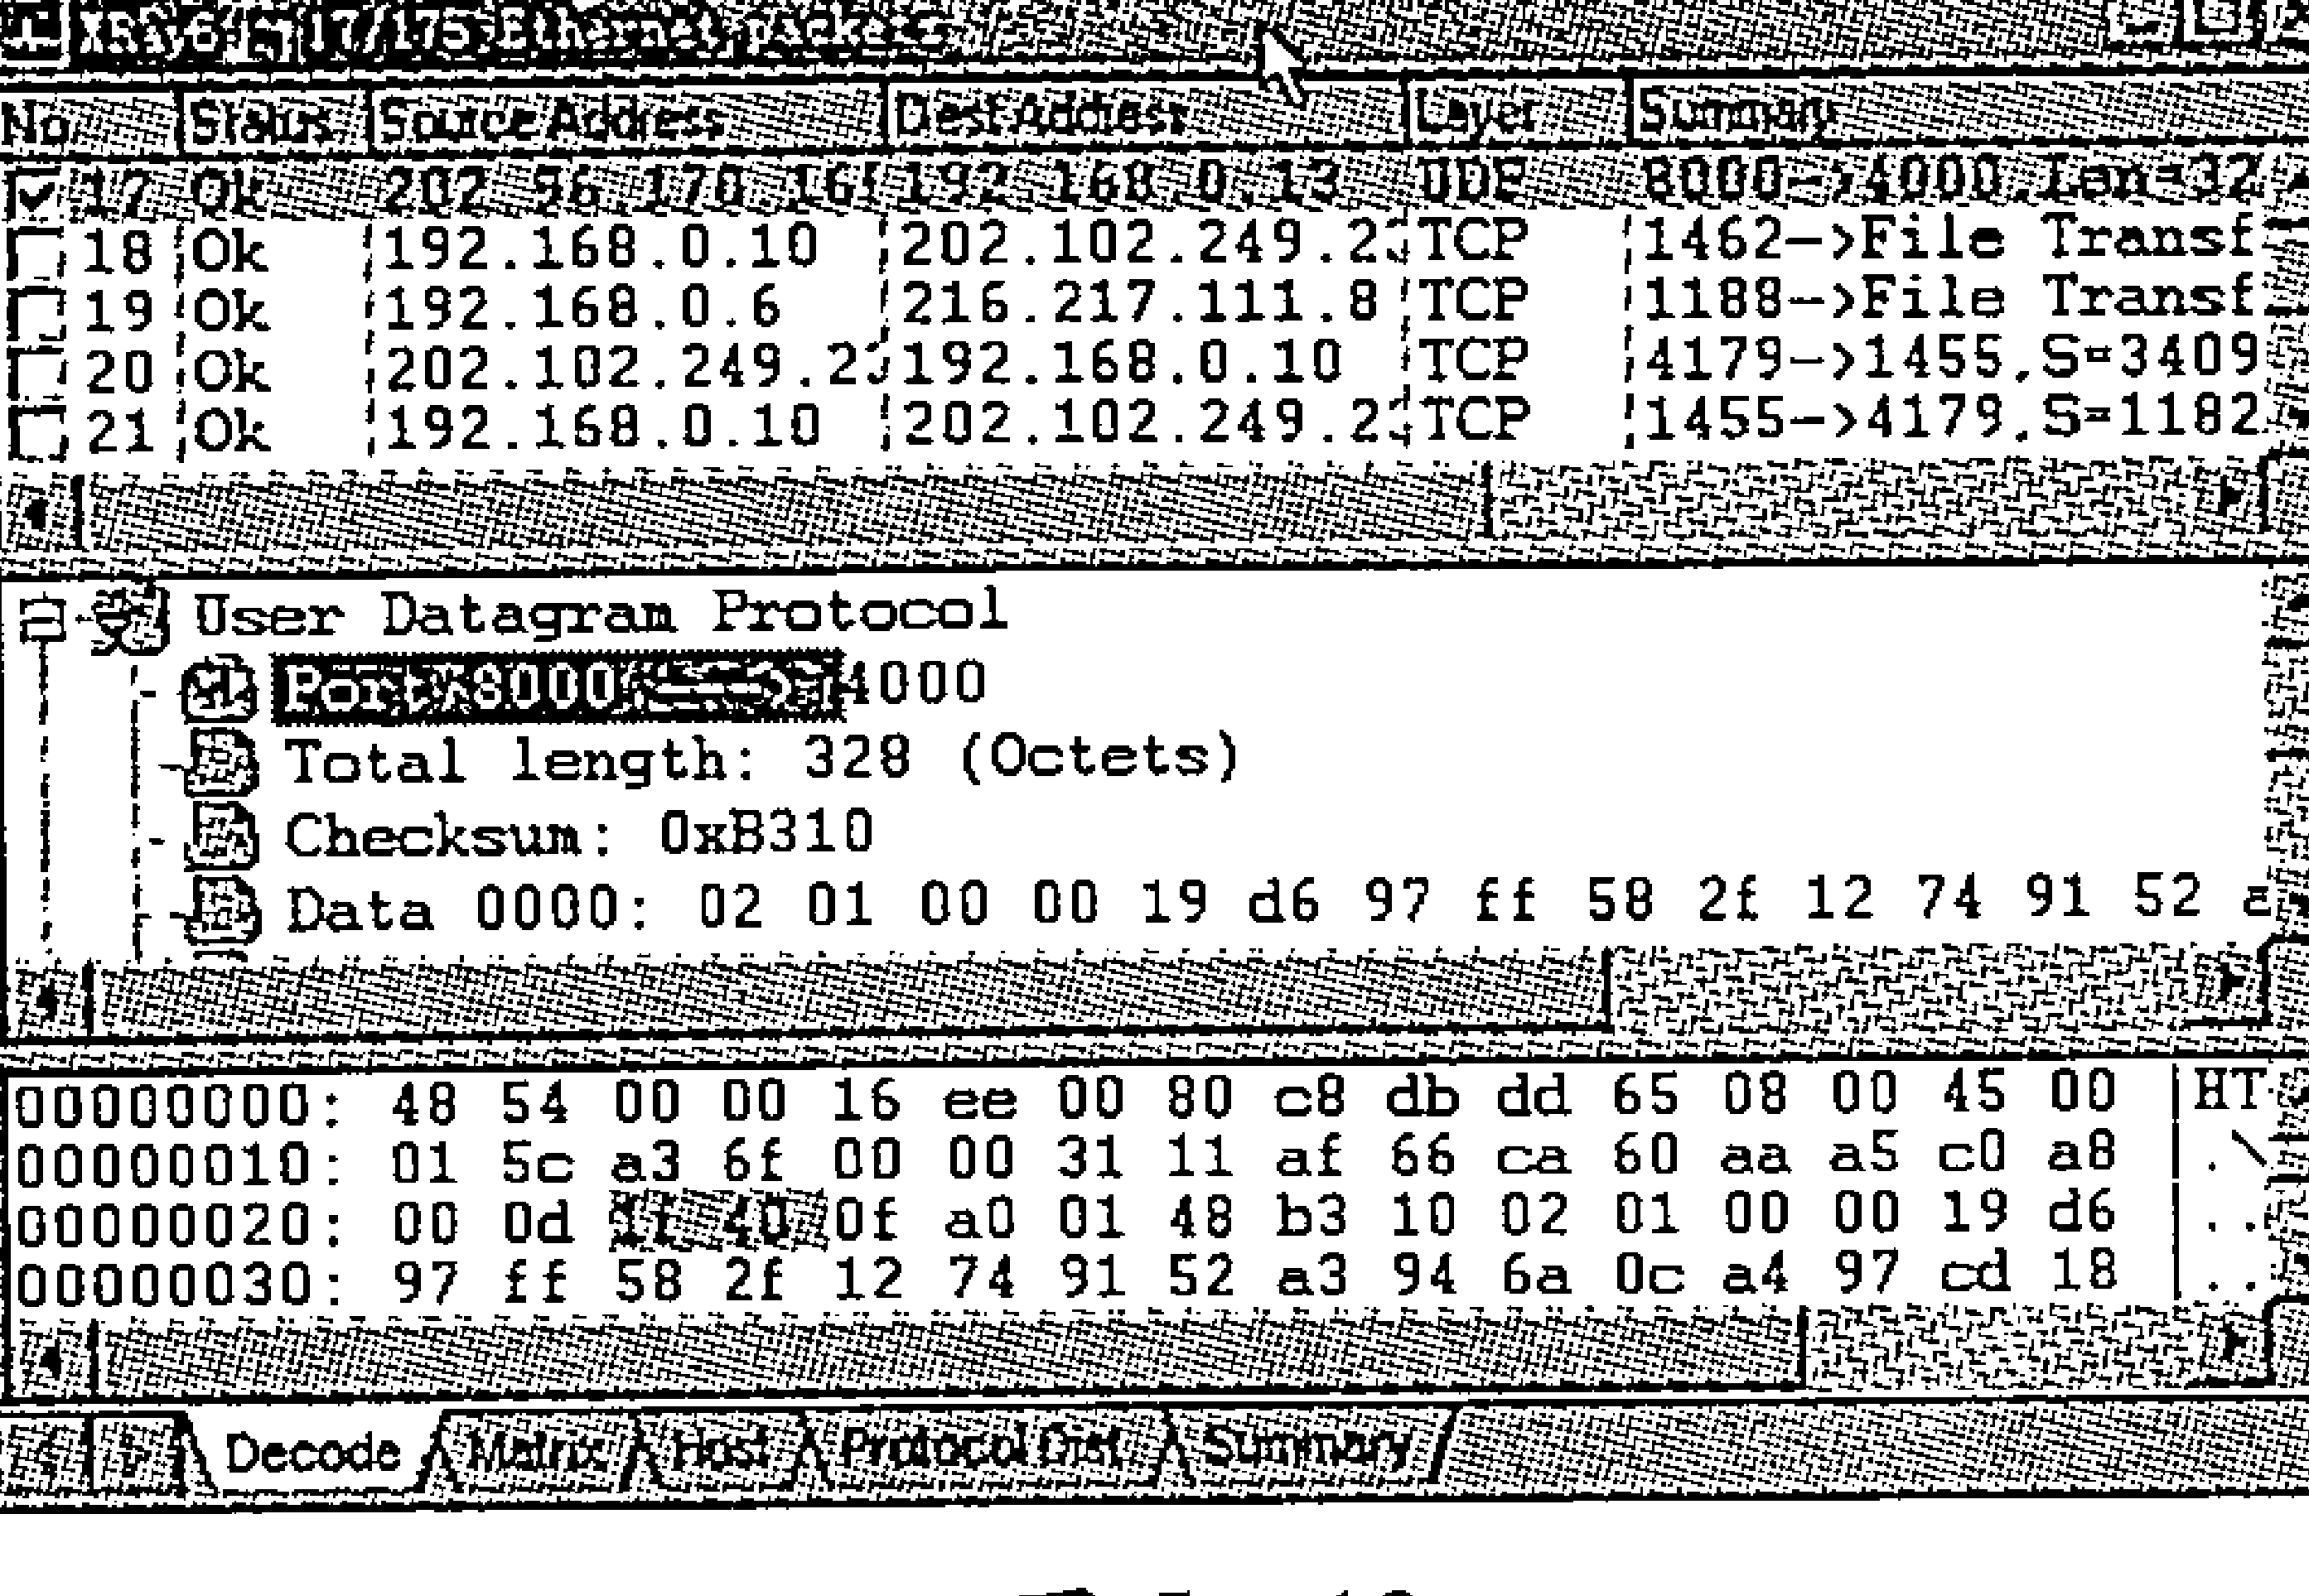 17/175 Ethernet packets
No Status Source Address Dest Address Layer Summary
17 Ok 202.96.170.16 192.168.0.13 UDP 8000->4000,Len=32
18 Ok 192.168.0.10 202.102.249.2 TCP 1462->File Transf
19 Ok 192.168.0.6 216.217.111.8 TCP 1188->File Transf
20 Ok 202.102.249.2 192.168.0.10 TCP 4179->1455,S=3409
21 Ok 192.168.0.10 202.102.249.2 TCP 1455->4179,S=1182
User Datagram Protocol
Port 8000 ---> 4000
Total length: 328 (Octets)
Checksum: 0xB310
Data 0000: 02 01 00 00 19 d6 97 ff 58 2f 12 74 91 52
00000000: 48 54 00 00 16 ee 00 80 c8 db dd 65 08 00 45 00 HT
00000010: 01 5c a3 6f 00 00 31 11 af 66 ca 60 aa a5 c0 a8 .\
00000020: 00 0d 1f 40 0f a0 01 48 b3 10 02 01 00 00 19 d6 ..
00000030: 97 ff 58 2f 12 74 91 52 a3 94 6a 0c a4 97 cd 18 ..
Decode Matrix Host Protocol Dist Summary